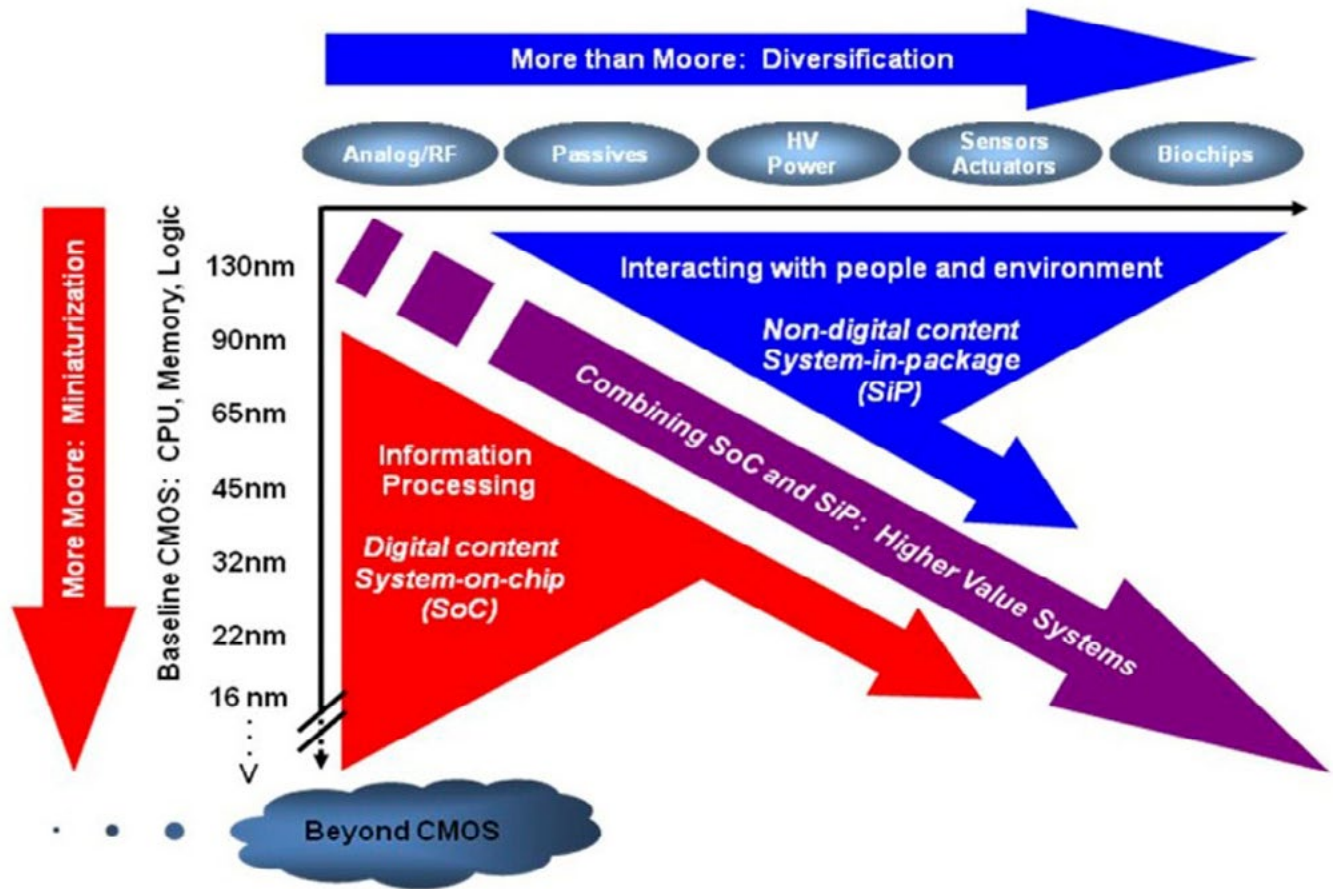 More than Moore: Diversification
Analog/RF
Passives
HV
Power
Sensors
Actuators
Biochips
More Moore: Miniaturization
Baseline CMOS: CPU, Memory, Logic
130nm
90nm
65nm
45nm
32nm
22nm
16 nm
V
Interacting with people and environment
Non-digital content
System-in-package
(SiP)
Combining SoC and SiP: Higher Value Systems
Information
Processing
Digital content
System-on-chip
(SoC)
Beyond CMOS